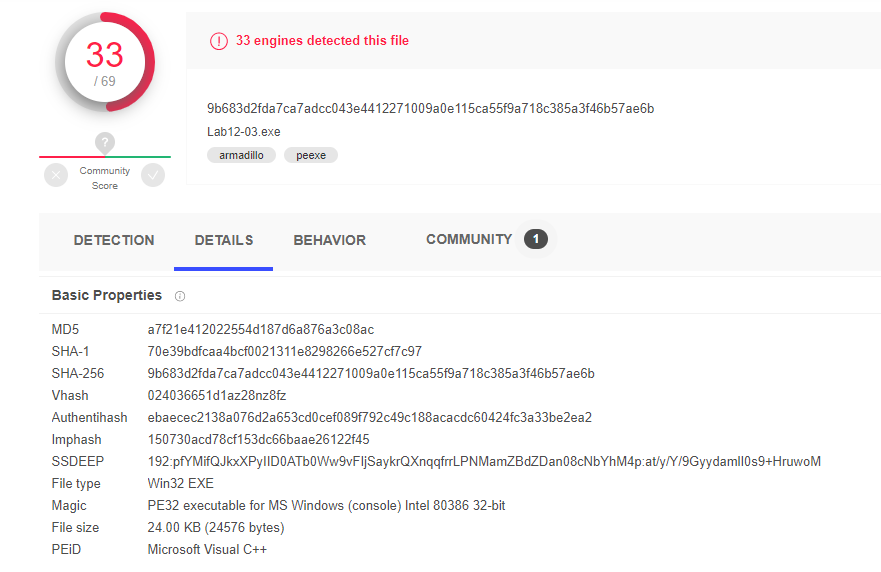 33
/ 69
33 engines detected this file
9b683d2fda7ca7adcc043e4412271009a0e115ca55f9a718c385a3f46b57ae6b
Lab12-03.exe
armadillo peexe
?
Community
Score
DETECTION DETAILS BEHAVIOR COMMUNITY 1
Basic Properties
MD5 a7f21e412022554d187d6a876a3c08ac
SHA-1 70e39bdfcaa4bcf0021311e8298266e527cf7c97
SHA-256 9b683d2fda7ca7adcc043e4412271009a0e115ca55f9a718c385a3f46b57ae6b
Vhash 024036651d1az28nz8fz
Authentihash ebaecec2138a076d2a653cd0cef089f792c49c188acacdc60424fc3a33be2ea2
Imphash 150730acd78cf153dc66baae26122f45
SSDEEP 192:pfYMifQJkxXPyIID0ATb0Ww9vFIjSaykrQXnqqfrrLPNMamZBdZDan08cNbYhM4p:at/y/Y/9GyydamII0s9+HruwoM
File type Win32 EXE
Magic PE32 executable for MS Windows (console) Intel 80386 32-bit
File size 24.00 KB (24576 bytes)
PEiD Microsoft Visual C++